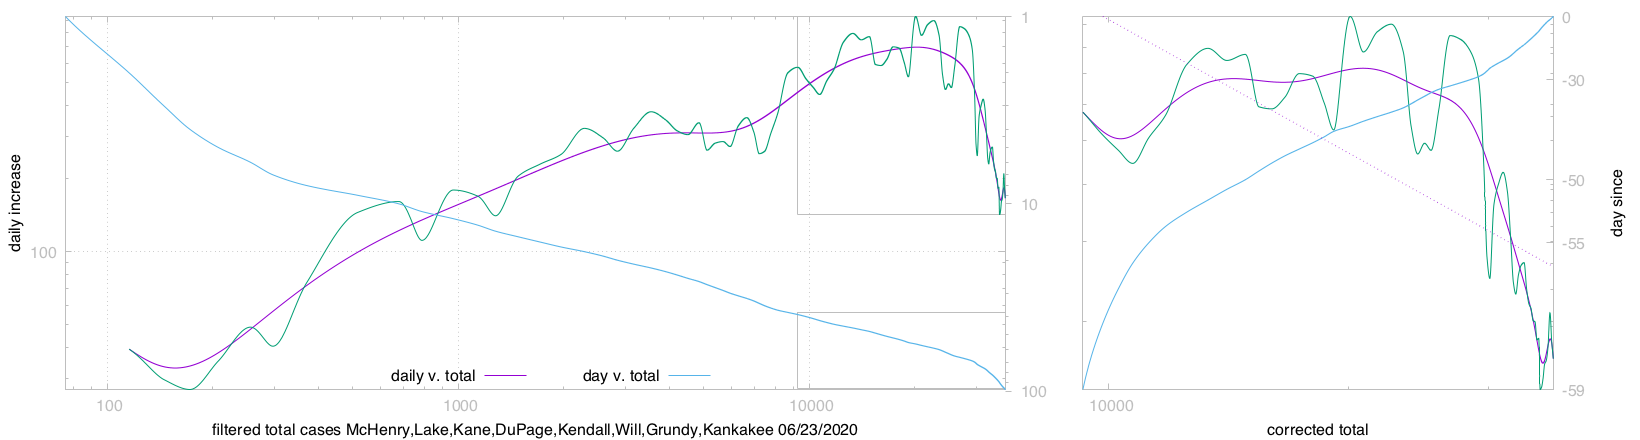 1
0
-30
daily increase
day since
-50
10
-55
100
daily v. total
day v. total
100
-59
100
1000
10000
10000
filtered total cases McHenry,Lake,Kane,DuPage,Kendall,Will,Grundy,Kankakee 06/23/2020
corrected total